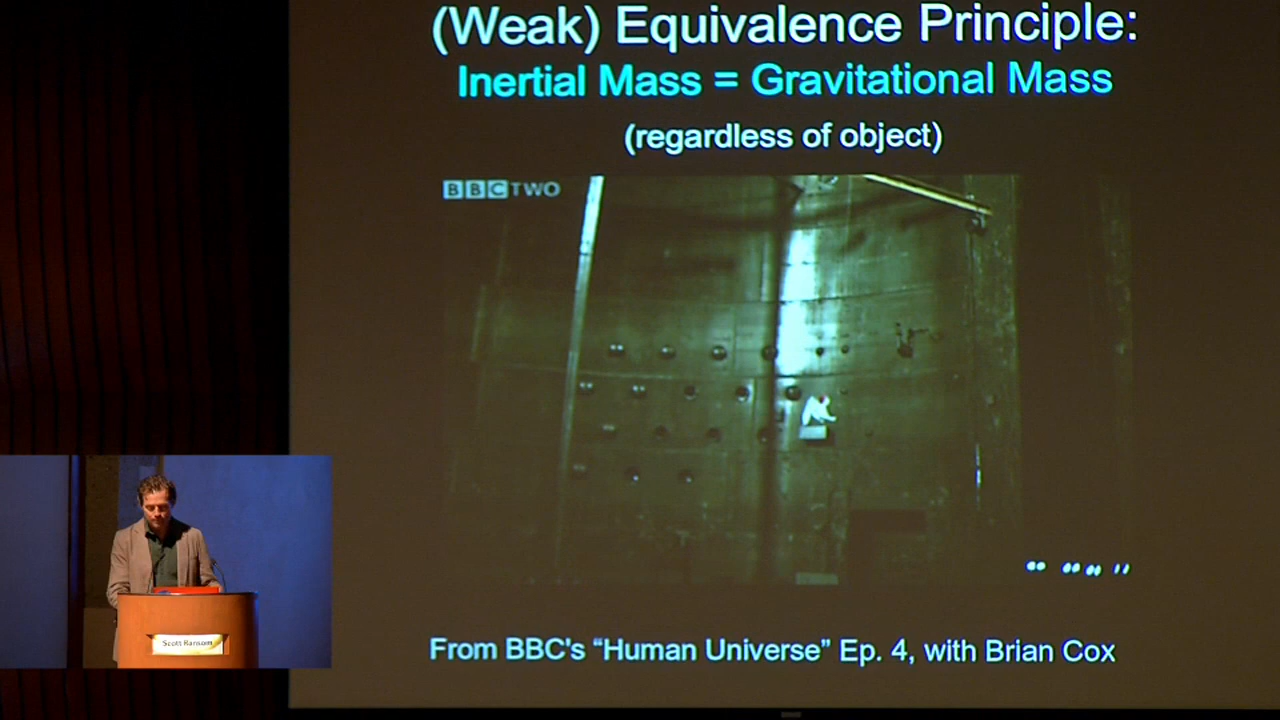 (Weak) Equivalence Principle:
Inertial Mass = Gravitational Mass
(regardless of object)
BBC TWO
From BBC's “Human Universe” Ep. 4, with Brian Cox
Scott Ransom